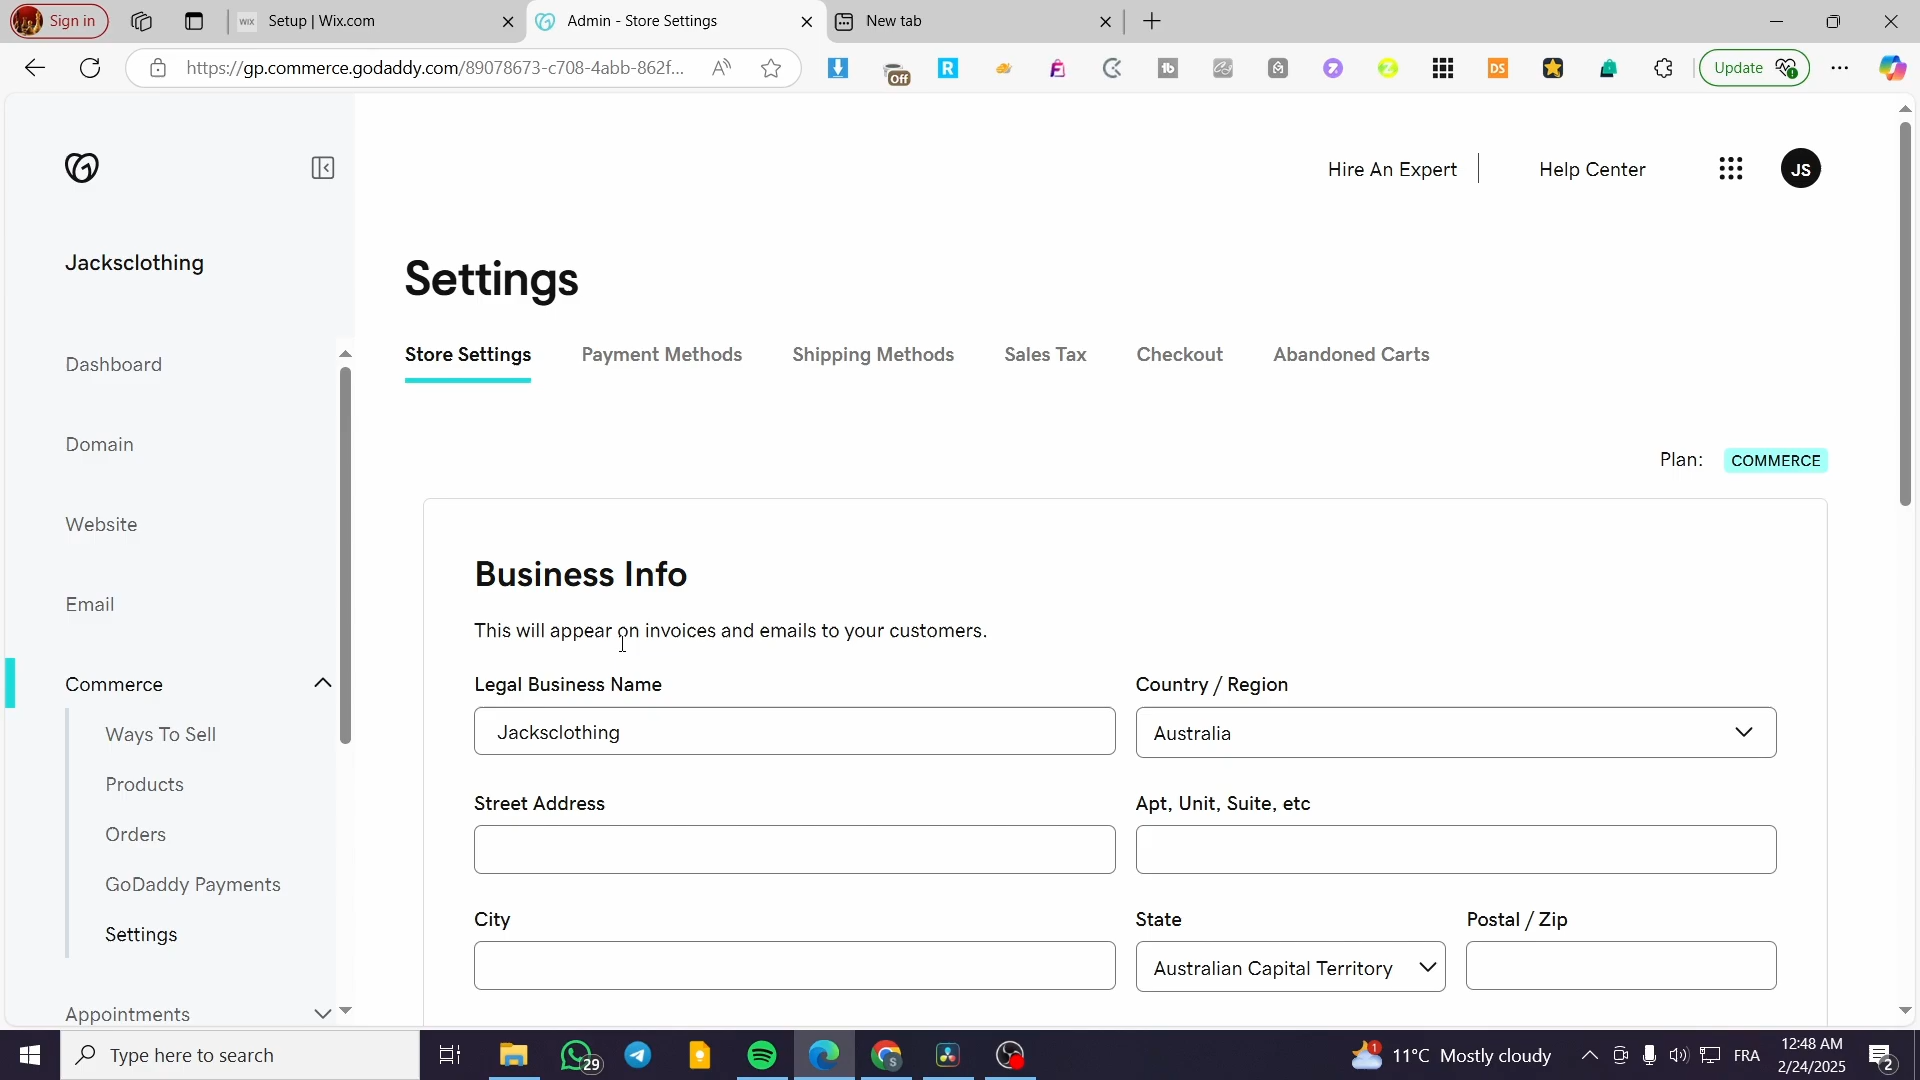 Sign in
WIX Setup | Wix.com
Admin - Store Settings
New tab
https://gp.commerce.godaddy.com/89078673-c708-4abb-862f...
Off
R
tb
DS
Update
Hire An Expert
Help Center
JS
Jacksclothing
Dashboard
Domain
Website
Email
Commerce
Ways To Sell
Products
Orders
GoDaddy Payments
Settings
Appointments
Settings
Store Settings
Payment Methods
Shipping Methods
Sales Tax
Checkout
Abandoned Carts
Plan: COMMERCE
Business Info
This will appear on invoices and emails to your customers.
Legal Business Name
Jacksclothing
Country / Region
Australia
Street Address
Apt, Unit, Suite, etc
City
State
Australian Capital Territory
Postal / Zip
Type here to search
29
S
1
11°C Mostly cloudy
FRA
12:48 AM
2/24/2025
2